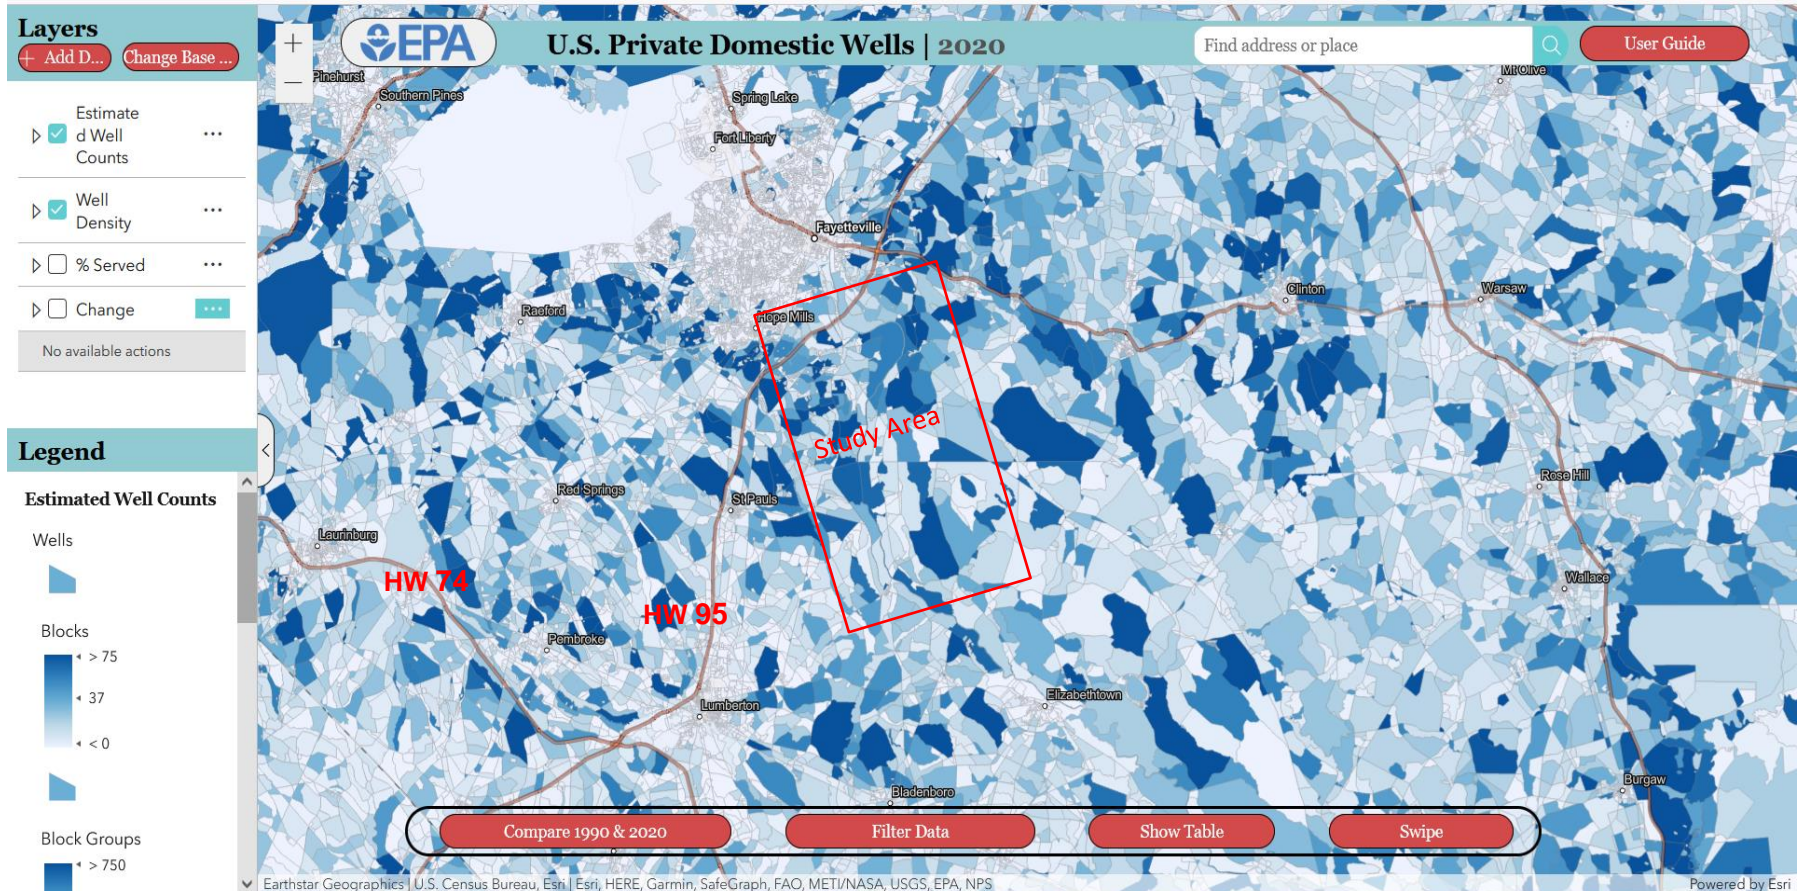 Layers
+ Add D...
Change Base ...
Estimate
d Well
Counts
...
Well
Density
...
% Served
...
Change
...
No available actions
Legend
Estimated Well Counts
Wells
Blocks
> 75
37
< 0
Block Groups
> 750
+
−
EPA
U.S. Private Domestic Wells | 2020
Find address or place
User Guide
Pinehurst
Southern Pines
Spring Lake
Fort Liberty
Mt Olive
Fayetteville
Raeford
Hope Mills
Clinton
Warsaw
Study Area
Red Springs
St Pauls
Rose Hill
Laurinburg
HW 74
HW 95
Wallace
Pembroke
Elizabethtown
Lumberton
Burgaw
Bladenboro
Compare 1990 & 2020
Filter Data
Show Table
Swipe
Earthstar Geographics | U.S. Census Bureau, Esri | Esri, HERE, Garmin, SafeGraph, FAO, METI/NASA, USGS, EPA, NPS
Powered by Esri